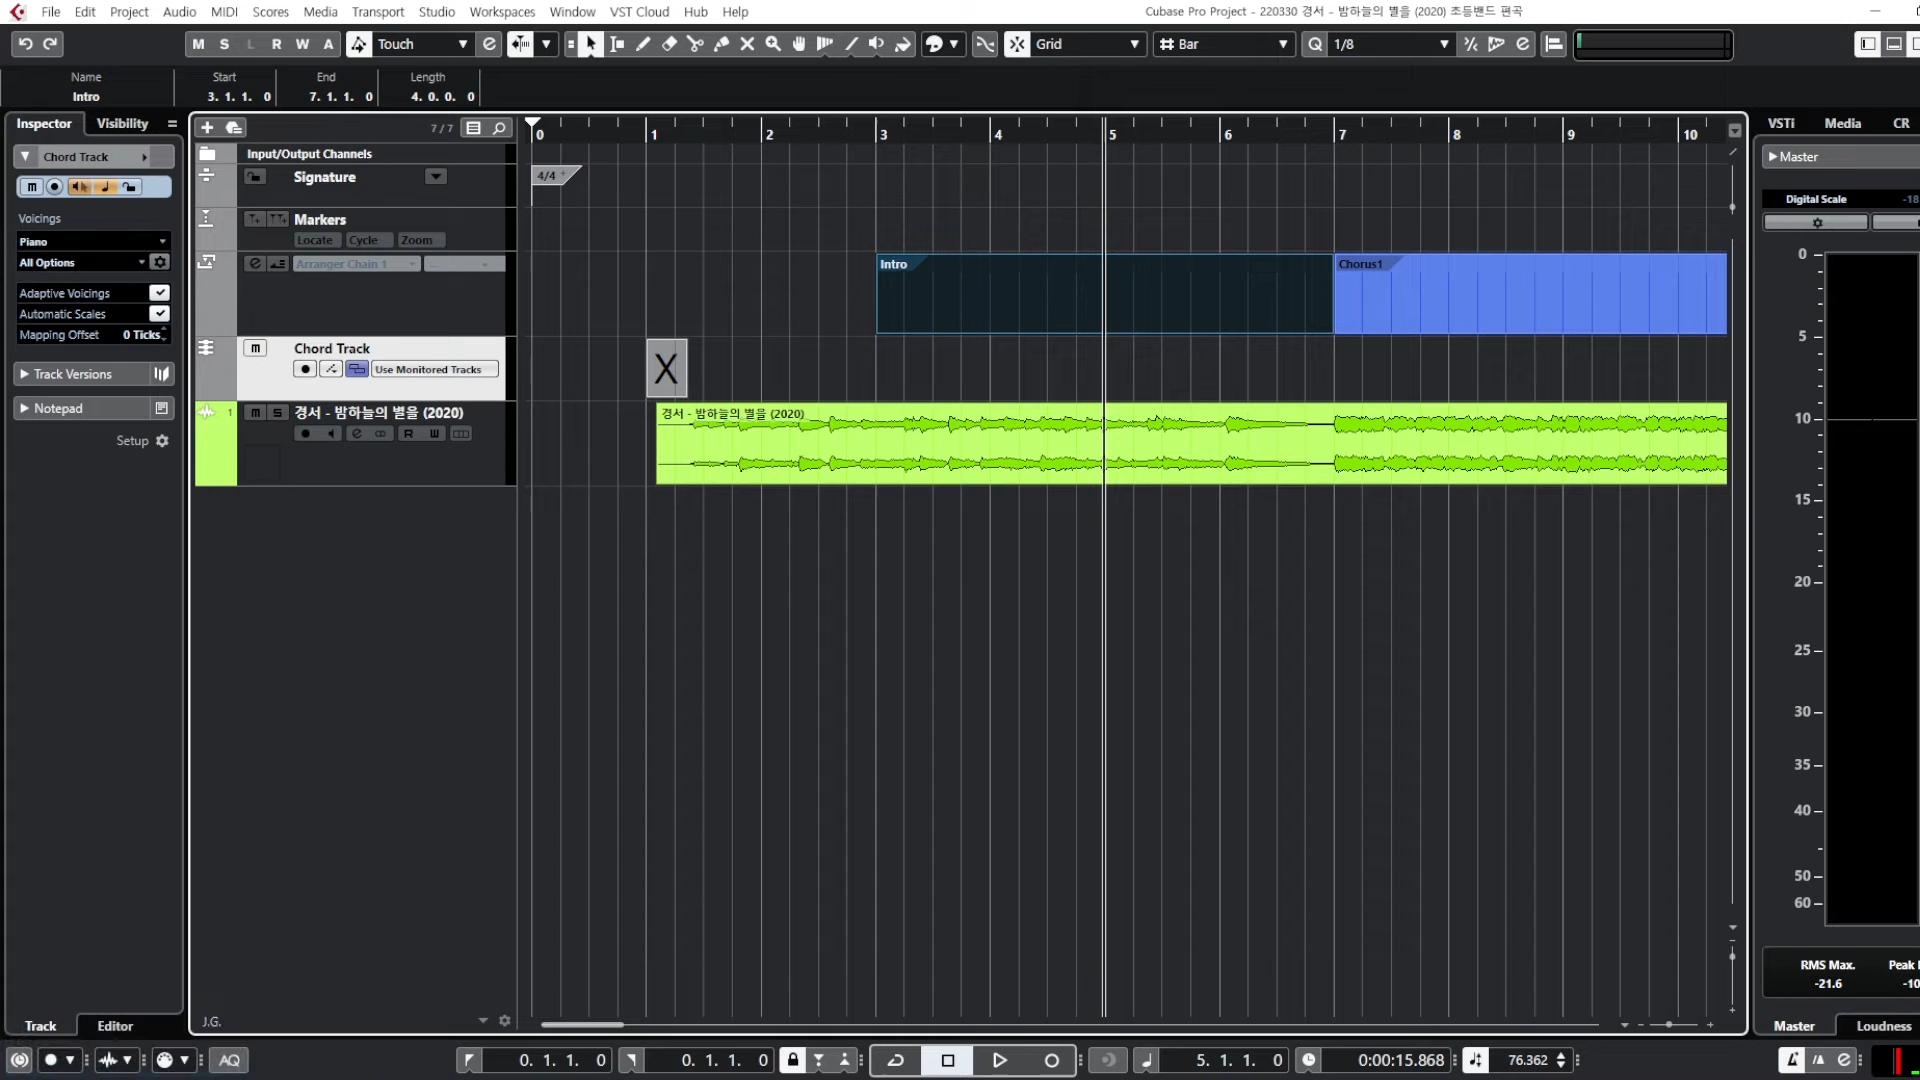 File Edit Project Audio MIDI Scores Media Transport Studio Workspaces Window VST Cloud Hub Help
Cubase Pro Project - 220330 경서 - 밤하늘의 별을 (2020) 초등밴드 편곡
M S L R W A Touch Grid Bar Q 1/8
Name Start End Length
Intro 3. 1. 1. 0 7. 1. 1. 0 4. 0. 0. 0
Inspector Visibility
7 / 7
0 1 2 3 4 5 6 7 8 9 10
VSTi Media CR
Chord Track
m
Voicings
Piano
All Options
Adaptive Voicings
Automatic Scales
Mapping Offset 0 Ticks
Track Versions
Notepad
Setup
Input/Output Channels
Signature
4/4
Markers
Locate Cycle Zoom
Arranger Chain 1
Intro Chorus1
m Chord Track
Use Monitored Tracks
X
1 m S 경서 - 밤하늘의 별을 (2020)
R
경서 - 밤하늘의 별을 (2020)
J.G.
Master
Digital Scale -18
0
5
10
15
20
25
30
35
40
50
60
RMS Max. Peak
-21.6 -10
Track Editor
Master Loudness
AQ 0. 1. 1. 0 0. 1. 1. 0 5. 1. 1. 0 0:00:15.868 76.362